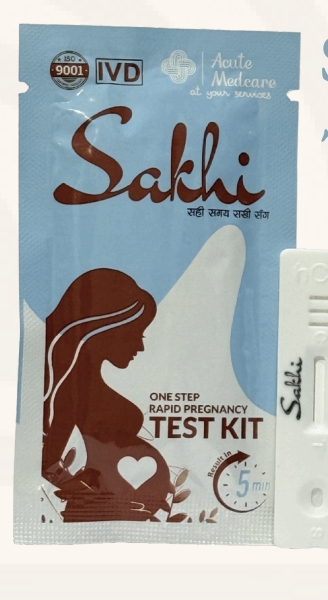 ISO
9001
IVD
Acute
Medcare
at your services
Sakhi
सही समय सखी सँग
ONE STEP
RAPID PREGNANCY
TEST KIT
Result in
5 min
Sakhi